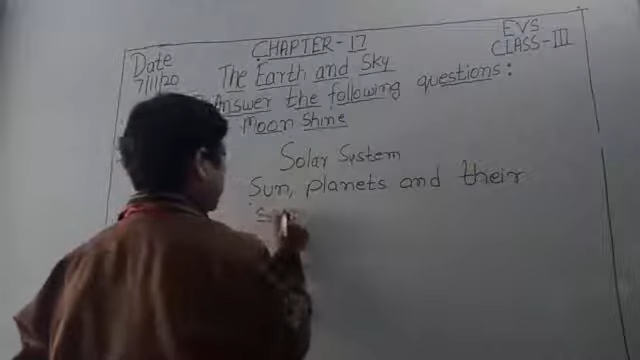 Date
7/11/20
CHAPTER-17
EVS
CLASS-III
The Earth and Sky
Answer the following questions:
Moon Shine
Solar System
Sun, planets and their